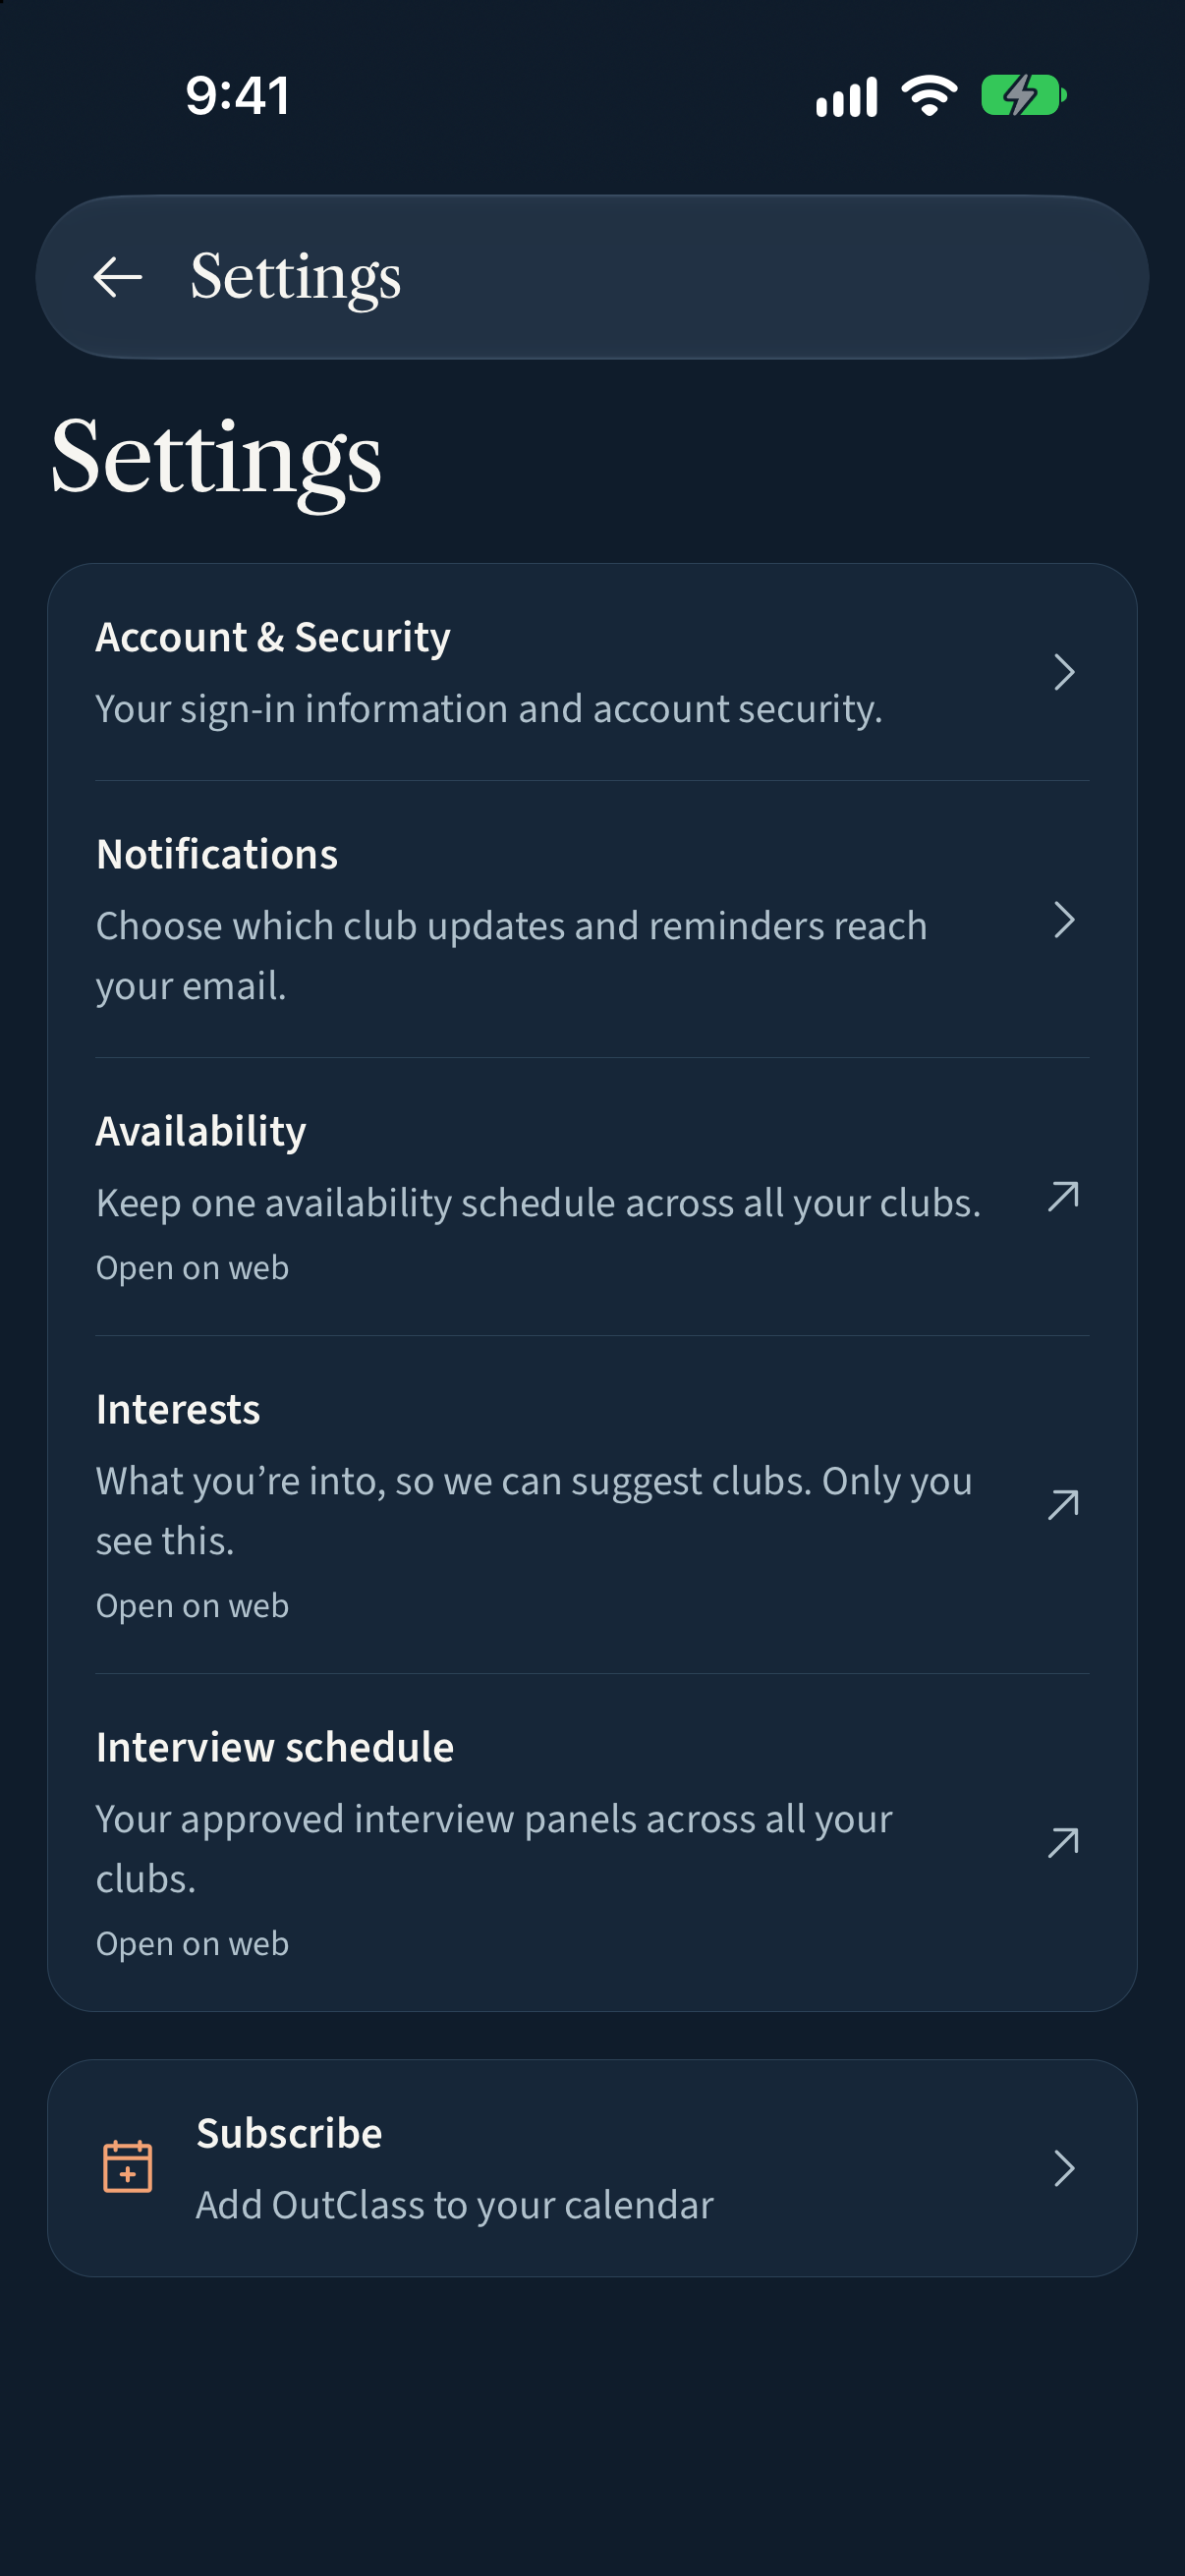 9:41
Settings
Settings
Account & Security
Your sign-in information and account security.
Notifications
Choose which club updates and reminders reach
your email.
Availability
Keep one availability schedule across all your clubs.
Open on web
Interests
What you’re into, so we can suggest clubs. Only you
see this.
Open on web
Interview schedule
Your approved interview panels across all your
clubs.
Open on web
Subscribe
Add OutClass to your calendar